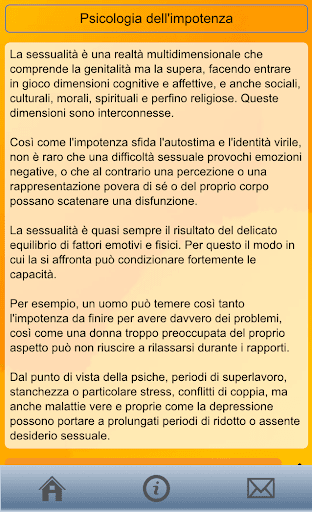 Psicologia dell'impotenza
La sessualità è una realtà multidimensionale che
comprende la genitalità ma la supera, facendo entrare
in gioco dimensioni cognitive e affettive, e anche sociali,
culturali, morali, spirituali e perfino religiose. Queste
dimensioni sono interconnesse.
Così come l'impotenza sfida l'autostima e l'identità virile,
non è raro che una difficoltà sessuale provochi emozioni
negative, o che al contrario una percezione o una
rappresentazione povera di sé o del proprio corpo
possano scatenare una disfunzione.
La sessualità è quasi sempre il risultato del delicato
equilibrio di fattori emotivi e fisici. Per questo il modo in
cui la si affronta può condizionare fortemente le
capacità.
Per esempio, un uomo può temere così tanto
l'impotenza da finire per avere davvero dei problemi,
così come una donna troppo preoccupata del proprio
aspetto può non riuscire a rilassarsi durante i rapporti.
Dal punto di vista della psiche, periodi di superlavoro,
stanchezza o particolare stress, conflitti di coppia, ma
anche malattie vere e proprie come la depressione
possono portare a prolungati periodi di ridotto o assente
desiderio sessuale.